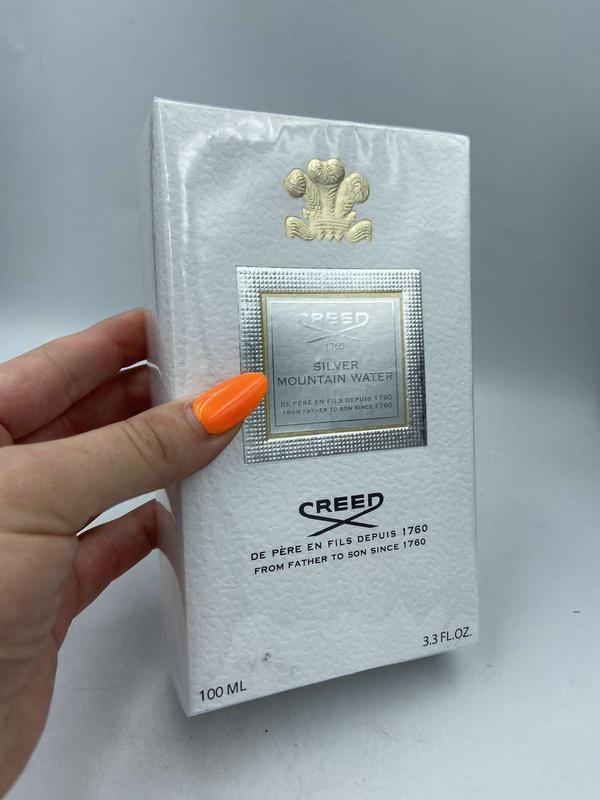 CREED
1760
SILVER
MOUNTAIN WATER
DE PÈRE EN FILS DEPUIS 1760
FROM FATHER TO SON SINCE 1760
CREED
DE PÈRE EN FILS DEPUIS 1760
FROM FATHER TO SON SINCE 1760
100 ML
3.3 FL.OZ.